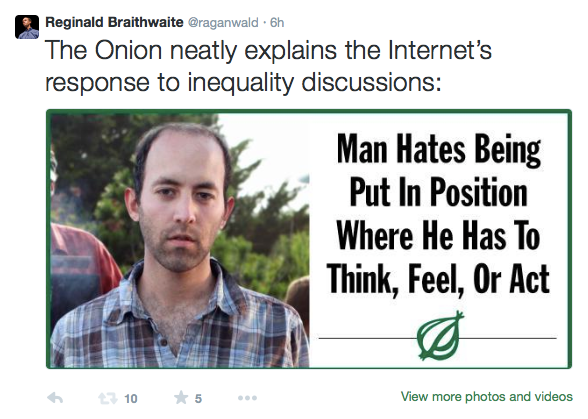 Reginald Braithwaite @raganwald · 6h
The Onion neatly explains the Internet's
response to inequality discussions:
Man Hates Being
Put In Position
Where He Has To
Think, Feel, Or Act
10 5 View more photos and videos